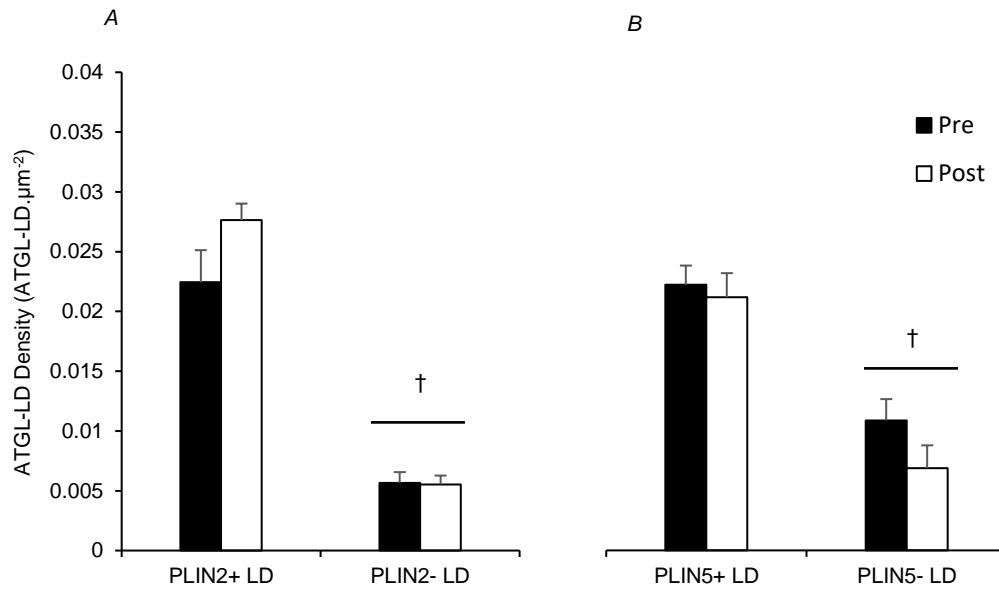 A
B
0.04
0.035
0.03
0.025
0.02
0.015
0.01
0.005
0
ATGL-LD Density (ATGL-LD.µm-2)
Pre
Post
†
†
PLIN2+ LD
PLIN2- LD
PLIN5+ LD
PLIN5- LD